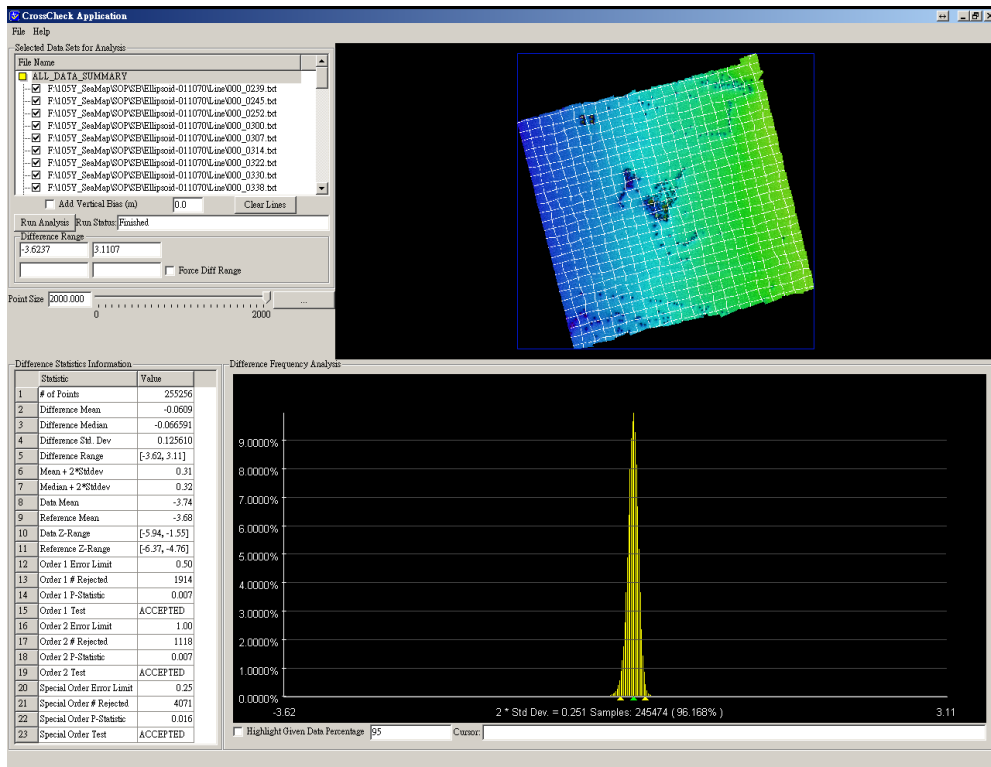 CrossCheck Application
File Help
Selected Data Sets for Analysis
File Name
ALL_DATA_SUMMARY
F:\105Y_SeaMap\SOP\SB\Ellipsoid-011070\Line\000_0239.txt
F:\105Y_SeaMap\SOP\SB\Ellipsoid-011070\Line\000_0245.txt
F:\105Y_SeaMap\SOP\SB\Ellipsoid-011070\Line\000_0252.txt
F:\105Y_SeaMap\SOP\SB\Ellipsoid-011070\Line\000_0300.txt
F:\105Y_SeaMap\SOP\SB\Ellipsoid-011070\Line\000_0307.txt
F:\105Y_SeaMap\SOP\SB\Ellipsoid-011070\Line\000_0314.txt
F:\105Y_SeaMap\SOP\SB\Ellipsoid-011070\Line\000_0322.txt
F:\105Y_SeaMap\SOP\SB\Ellipsoid-011070\Line\000_0330.txt
F:\105Y_SeaMap\SOP\SB\Ellipsoid-011070\Line\000_0338.txt
Add Vertical Bias (m) 0.0 Clear Lines
Run Analysis Run Status: Finished
Difference Range
-3.6237 3.1107
Force Diff Range
Point Size 2000.000 ...
0 2000
Difference Statistics Information
Statistic Value
1 # of Points 255256
2 Difference Mean -0.0609
3 Difference Median -0.066591
4 Difference Std. Dev 0.125610
5 Difference Range [-3.62, 3.11]
6 Mean + 2*Stddev 0.31
7 Median + 2*Stddev 0.32
8 Data Mean -3.74
9 Reference Mean -3.68
10 Data Z-Range [-5.94, -1.55]
11 Reference Z-Range [-6.37, -4.76]
12 Order 1 Error Limit 0.50
13 Order 1 # Rejected 1914
14 Order 1 P-Statistic 0.007
15 Order 1 Test ACCEPTED
16 Order 2 Error Limit 1.00
17 Order 2 # Rejected 1118
18 Order 2 P-Statistic 0.007
19 Order 2 Test ACCEPTED
20 Special Order Error Limit 0.25
21 Special Order # Rejected 4071
22 Special Order P-Statistic 0.016
23 Special Order Test ACCEPTED
Difference Frequency Analysis
9.0000%
8.0000%
7.0000%
6.0000%
5.0000%
4.0000%
3.0000%
2.0000%
1.0000%
0.0000%
-3.62 2 * Std Dev. = 0.251 Samples: 245474 ( 96.168% ) 3.11
Highlight Given Data Percentage 95 Cursor: